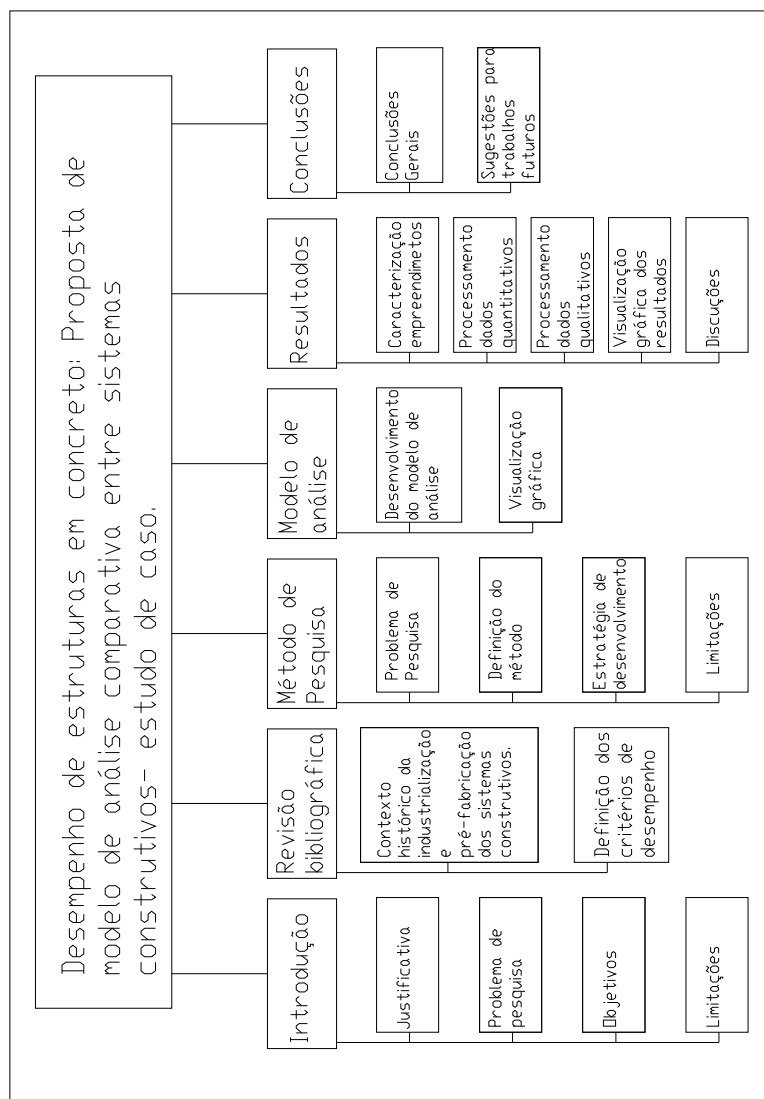 Desempenho de estruturas em concreto: Proposta de
modelo de análise comparativa entre sistemas
construtivos- estudo de caso.
Introdução
Justificativa
Problema de
pesquisa
Objetivos
Limitações
Revisão
bibliográfica
Contexto
histórico da
industrialização
e
pré-fabricação
dos sistemas
construtivos.
Definição dos
critérios de
desempenho
Método de
Pesquisa
Problema de
Pesquisa
Definição do
método
Estratégia de
desenvolvimento
Limitações
Modelo de
análise
Desenvolvimento
do modelo de
análise
Visualização
gráfica
Resultados
Caracterização
empreendimetos
Processamento
dados
quantitativos
Processamento
dados
qualitativos
Visualização
gráfica dos
resultados
Discuções
Conclusões
Conclusões
Gerais
Sugestões para
trabalhos
futuros